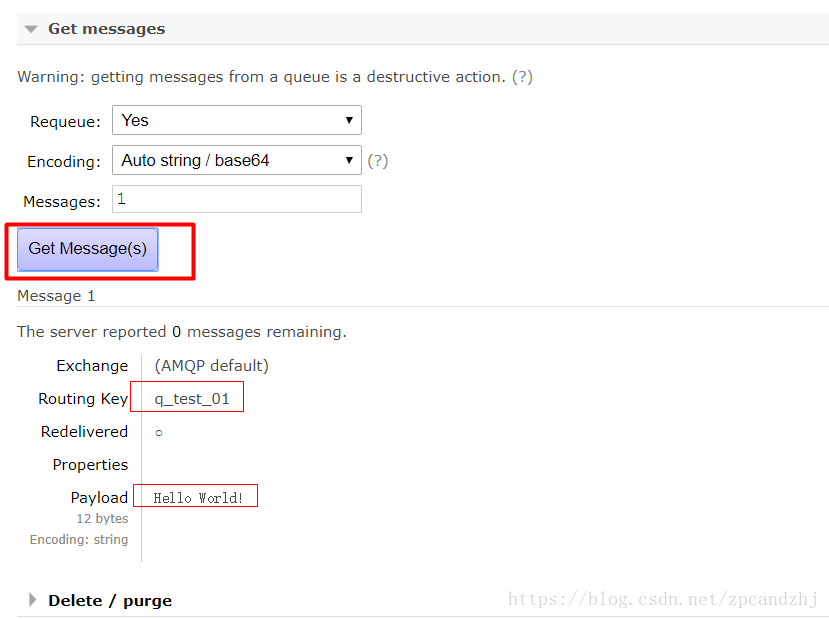 Get messages
Warning: getting messages from a queue is a destructive action. (?)
Requeue: Yes
Encoding: Auto string / base64 (?)
Messages: 1
Get Message(s)
Message 1
The server reported 0 messages remaining.
Exchange (AMQP default)
Routing Key q_test_01
Redelivered ○
Properties
Payload Hello World!
12 bytes
Encoding: string
Delete / purge
https://blog.csdn.net/zpcandzhj